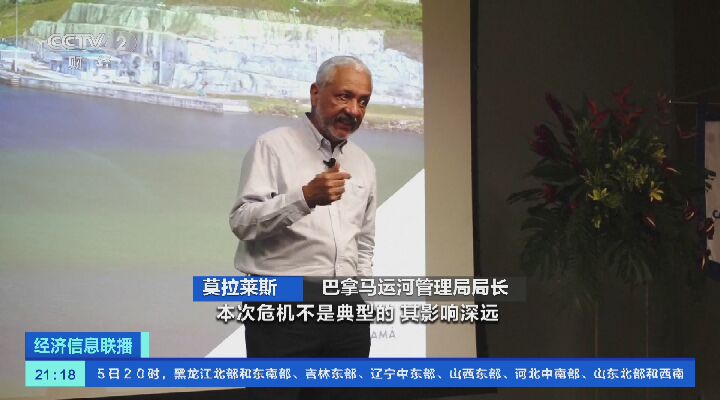 CCTV 2
财经
莫拉莱斯 巴拿马运河管理局局长
本次危机不是典型的 其影响深远
AMA
经济信息联播
21:18 5日20时，黑龙江北部和东南部、吉林东部、辽宁中东部、山西东部、河北中南部、山东北部和西南